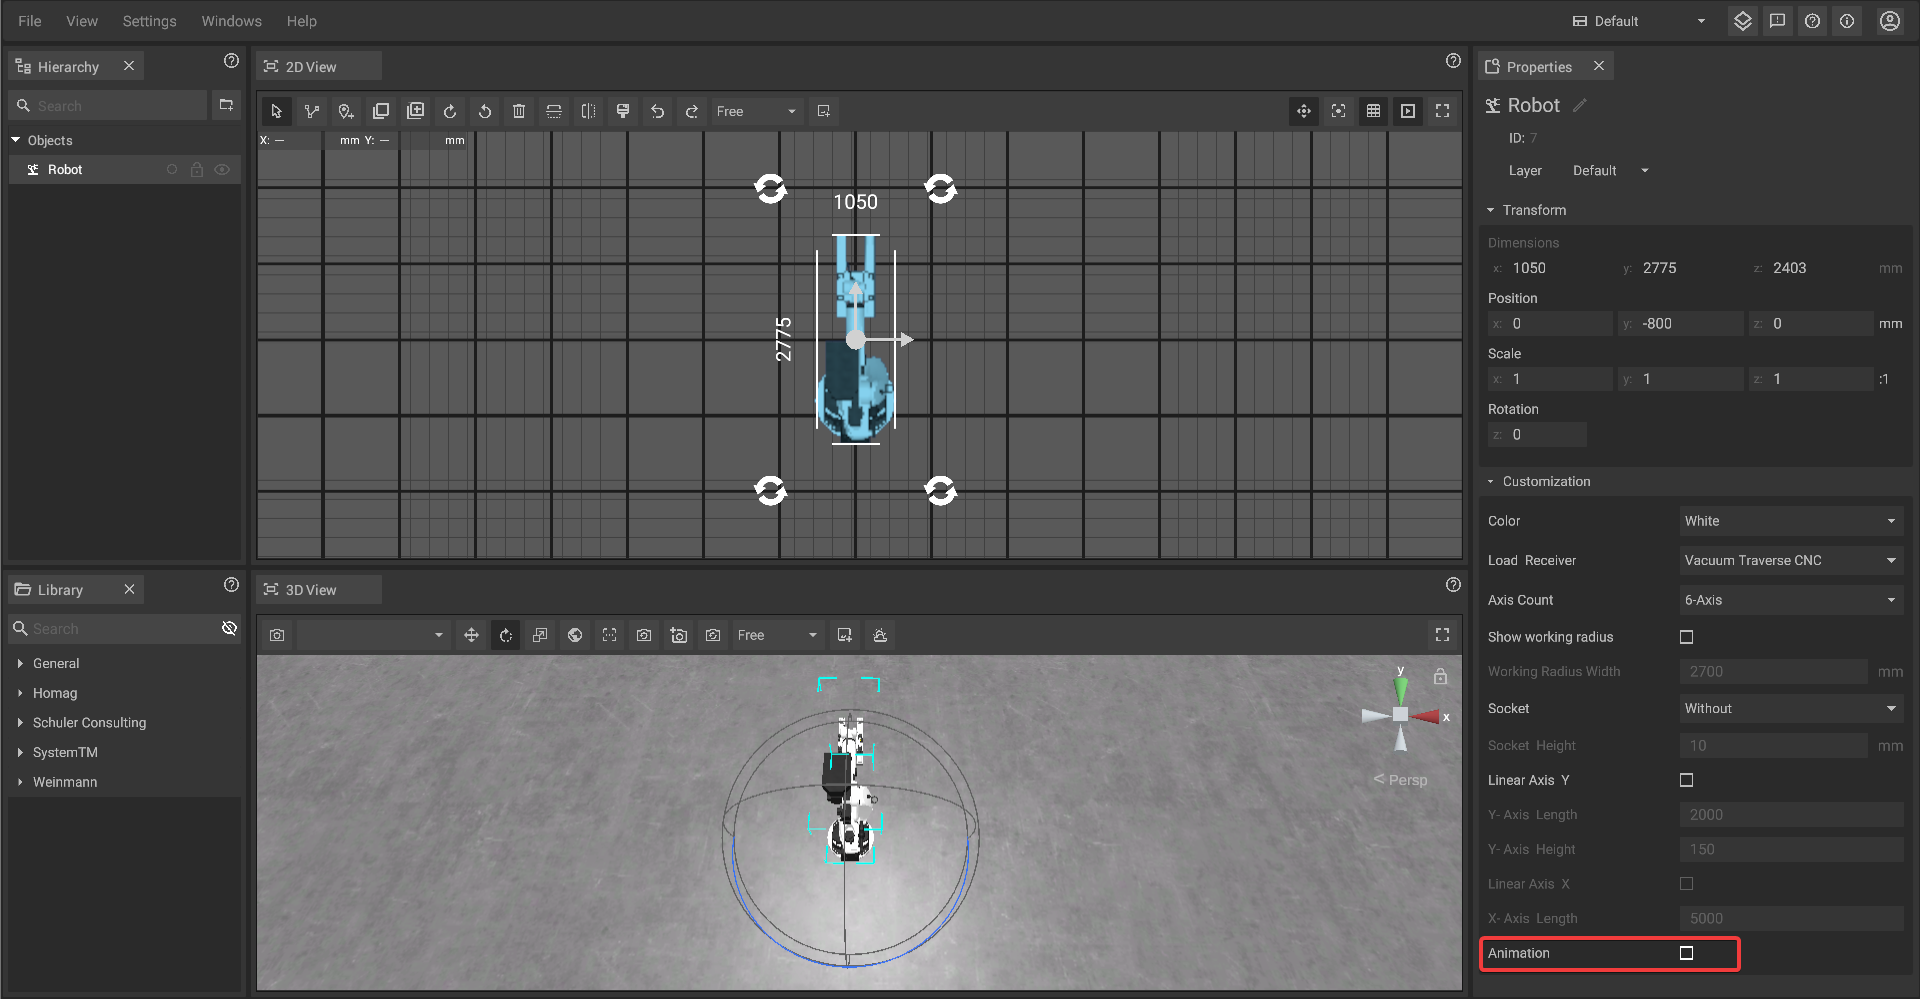 File View Settings Windows Help Default
Hierarchy
Search
Objects
Robot
2D View
Free
X: — mm Y: — mm
1050
2775
Library
Search
General
Homag
Schuler Consulting
SystemTM
Weinmann
3D View
Free
y
x
< Persp
Properties
Robot
ID: 7
Layer Default
Transform
Dimensions
x: 1050 y: 2775 z: 2403 mm
Position
x: 0 y: -800 z: 0 mm
Scale
x: 1 y: 1 z: 1 :1
Rotation
z: 0
Customization
Color White
Load Receiver Vacuum Traverse CNC
Axis Count 6-Axis
Show working radius
Working Radius Width 2700 mm
Socket Without
Socket Height 10 mm
Linear Axis Y
Y- Axis Length 2000
Y- Axis Height 150
Linear Axis X
X- Axis Length 5000
Animation